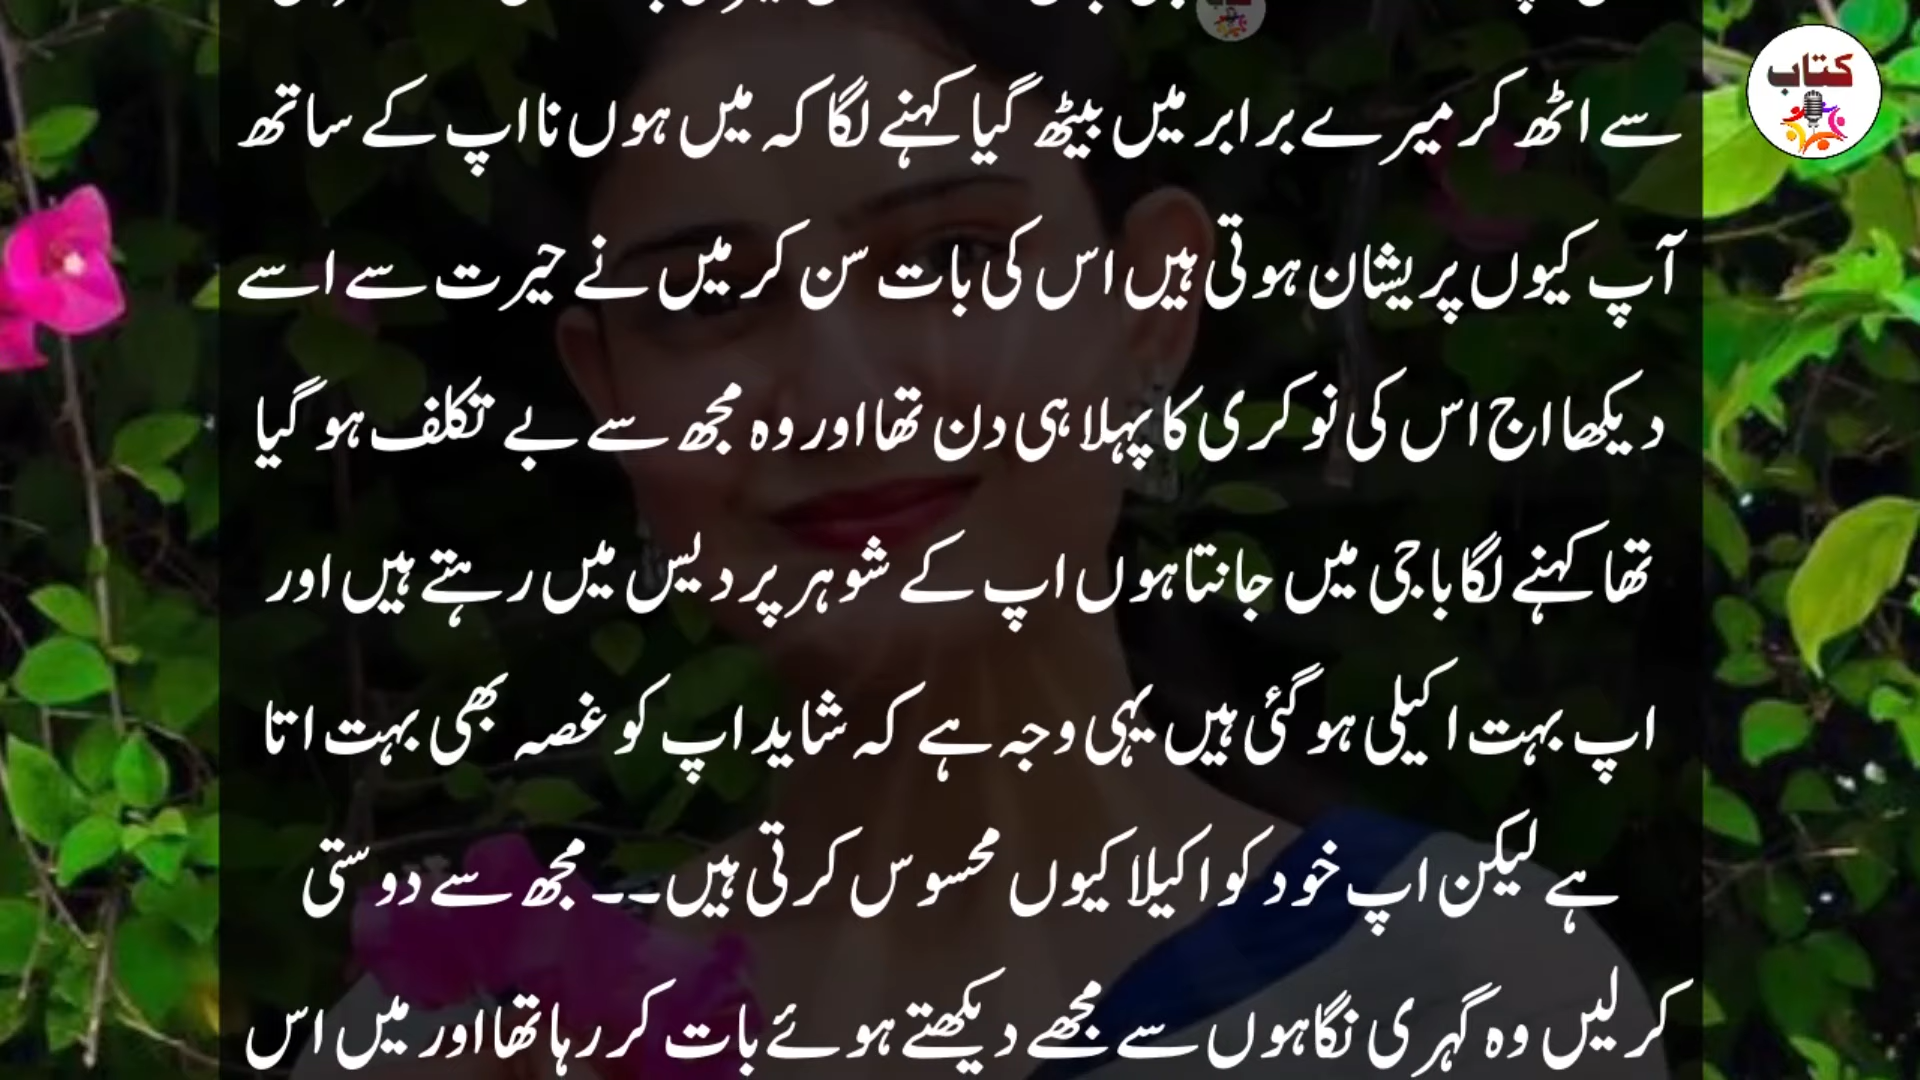 کتاب
سے اٹھ کر میرے برابر میں بیٹھ گیا کہنے لگا کہ میں ہوں نا اپ کے ساتھ
آپ کیوں پریشان ہوتی ہیں اس کی بات سن کر میں نے حیرت سے اسے
دیکھا اج اس کی نوکری کا پہلا ہی دن تھا اور وہ مجھ سے بے تکلف ہو گیا
تھا کہنے لگا باجی میں جانتا ہوں اپ کے شوہر پردیس میں رہتے ہیں اور
اپ بہت اکیلی ہو گئی ہیں یہی وجہ ہے کہ شاید اپ کو غصہ بھی بہت اتا
ہے لیکن اپ خود کو اکیلا کیوں محسوس کرتی ہیں۔۔ مجھ سے دوستی
کر لیں وہ گہری نگاہوں سے مجھے دیکھتے ہوئے بات کر رہا تھا اور میں اس